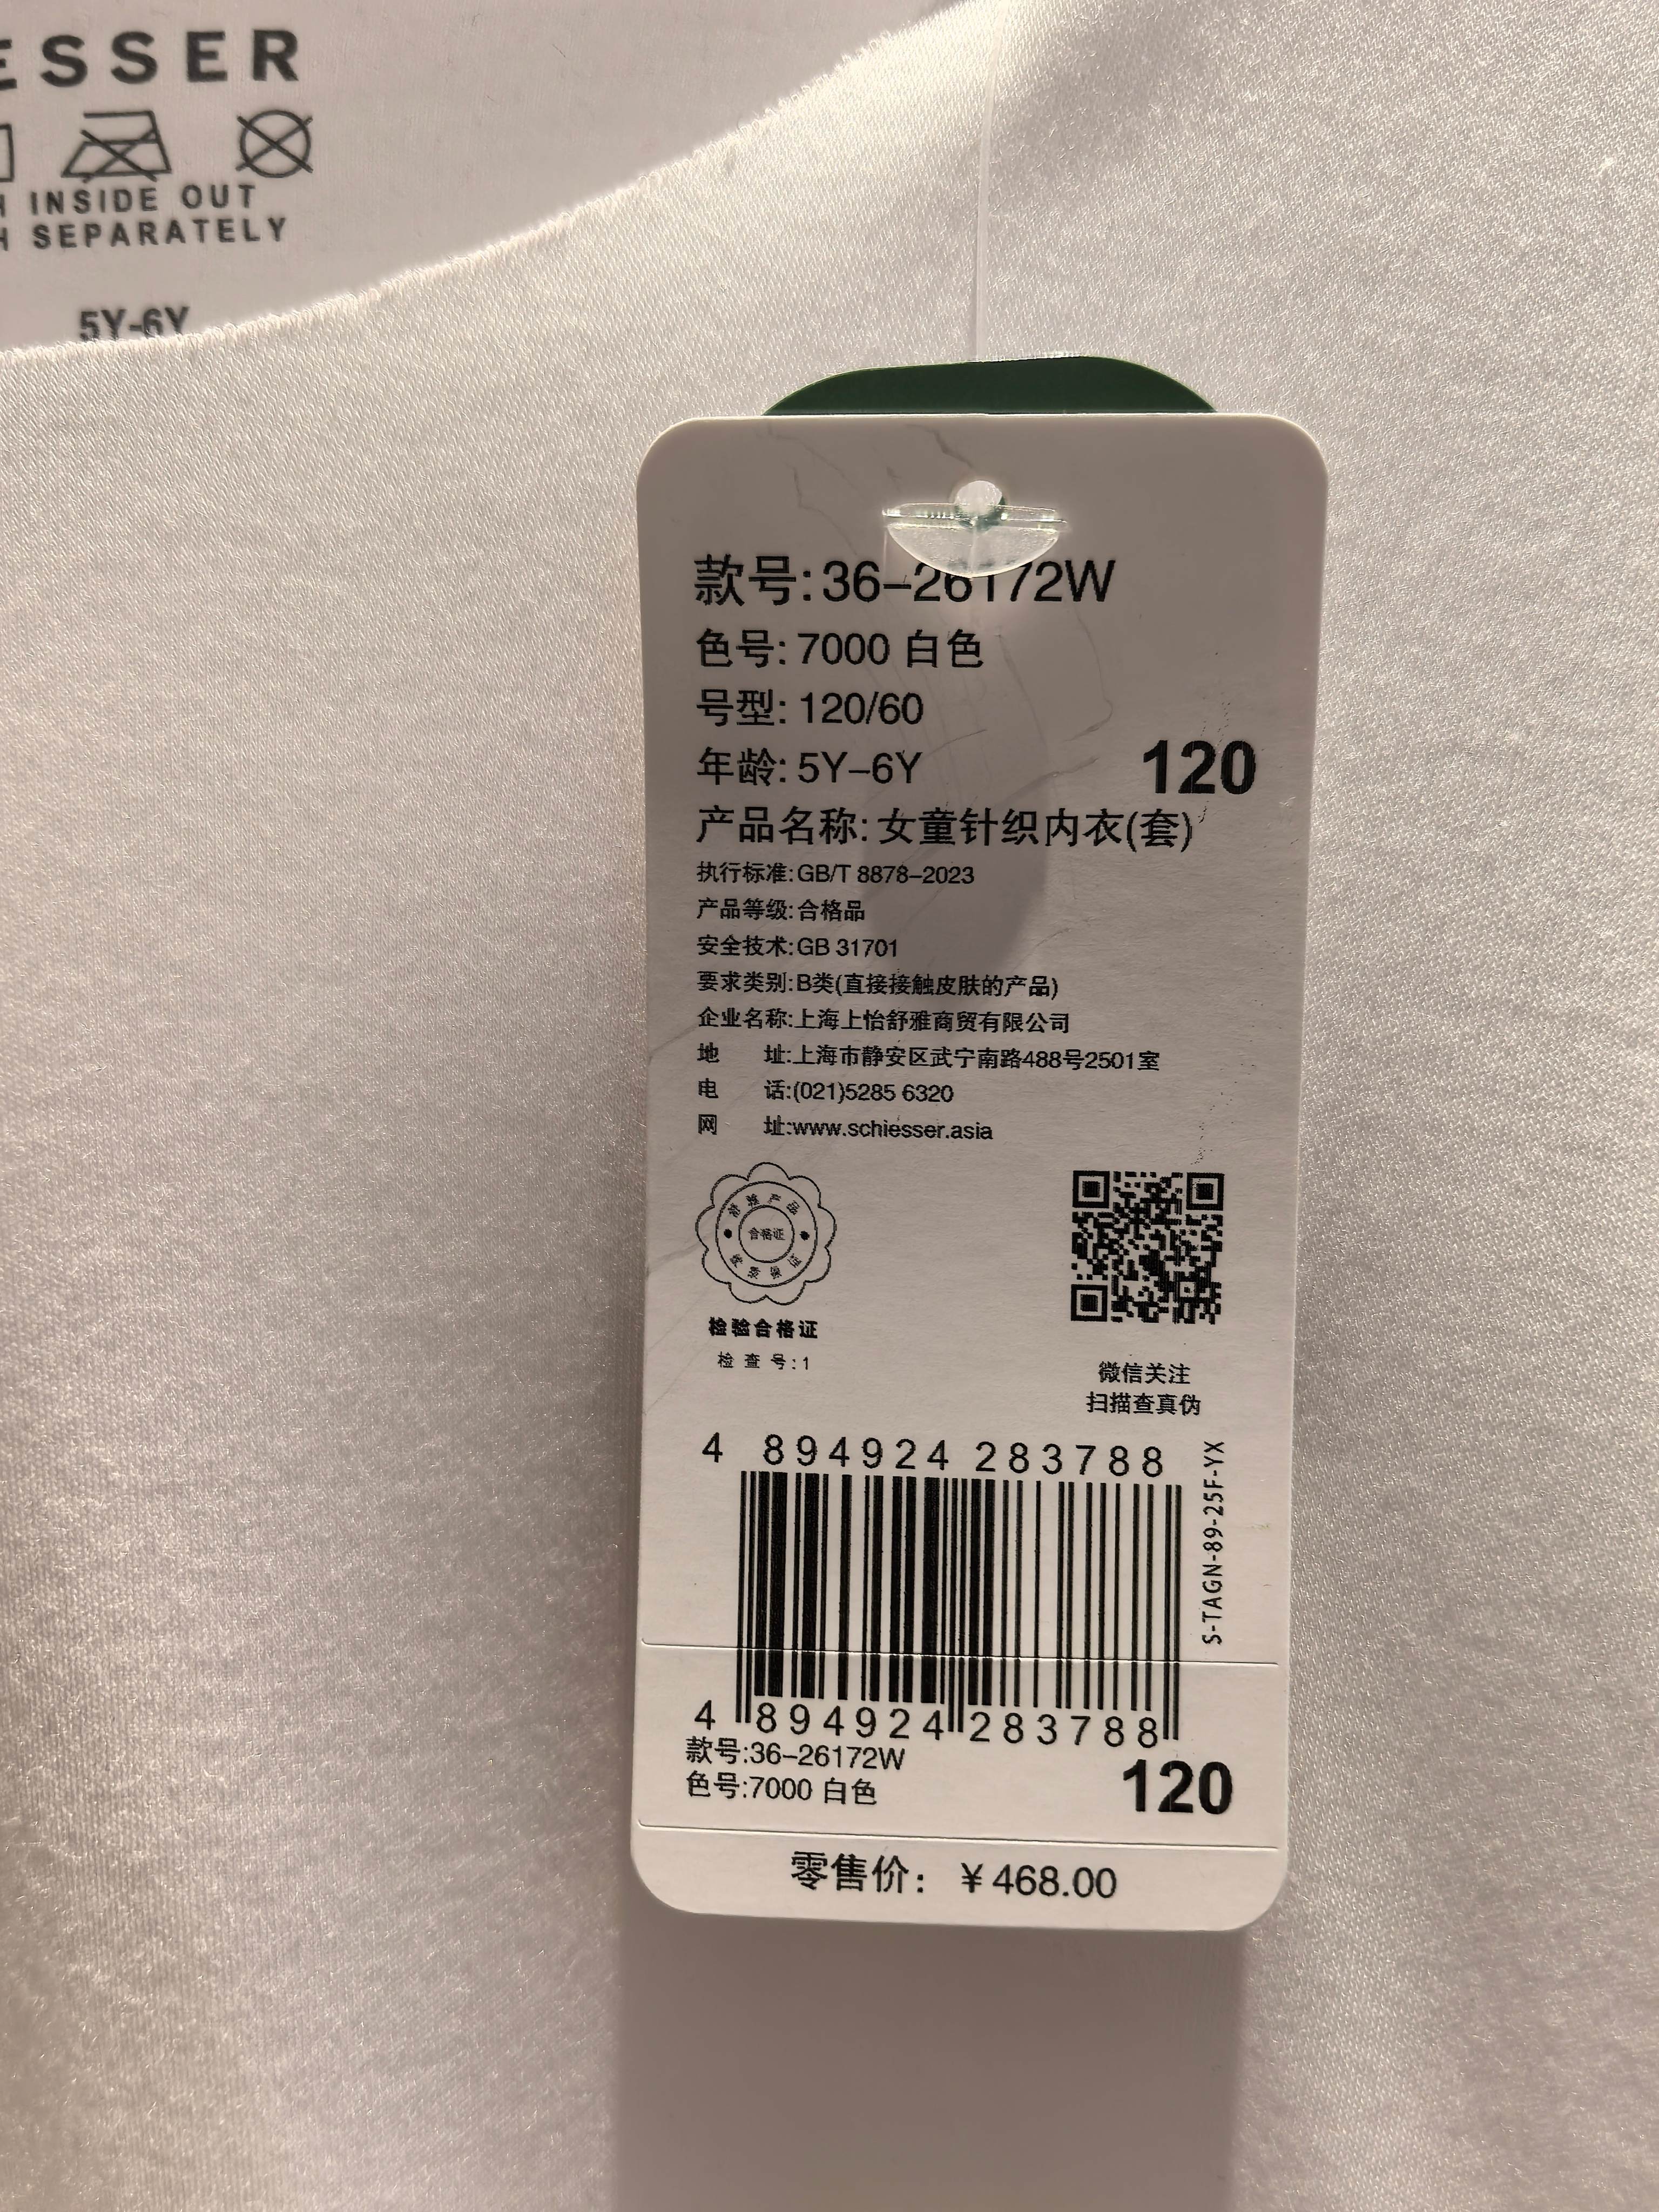 ESSER
INSIDE OUT
SEPARATELY
5Y-6Y
款号:36-26172W
色号:7000 白色
号型:120/60
年龄:5Y-6Y
120
产品名称:女童针织内衣(套)
执行标准:GB/T 8878-2023
产品等级:合格品
安全技术:GB 31701
要求类别:B类(直接接触皮肤的产品)
企业名称:上海上怡舒雅商贸有限公司
地 址:上海市静安区武宁南路488号2501室
电 话:(021)5285 6320
网 址:www.schiesser.asia
合格证
检验合格证
检 查 号:1
微信关注
扫描查真伪
4 894924 283788
S-TAGN-89-25F-YX
4 894924 283788
款号:36-26172W
色号:7000 白色
120
零售价: ¥468.00